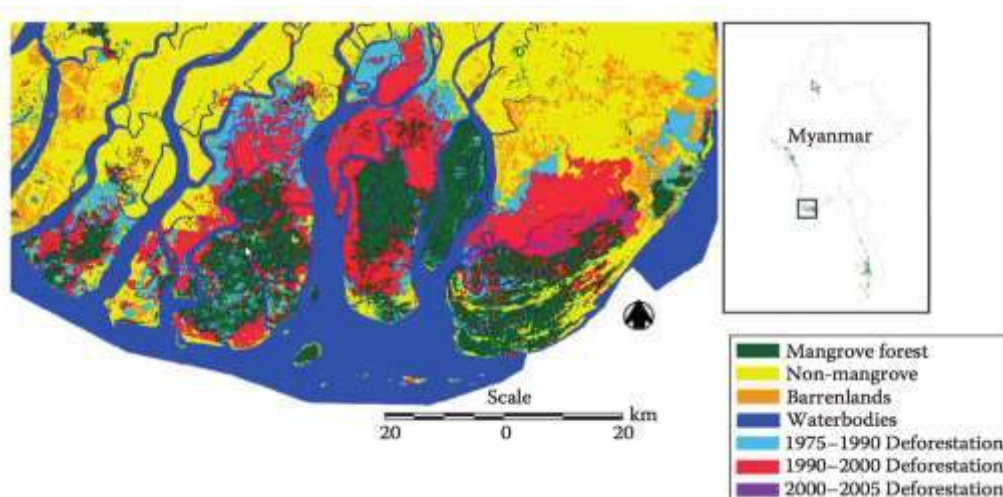 Myanmar
Mangrove forest
Non-mangrove
Barrenlands
Waterbodies
1975–1990 Deforestation
1990–2000 Deforestation
2000–2005 Deforestation
Scale
km
20 0 20